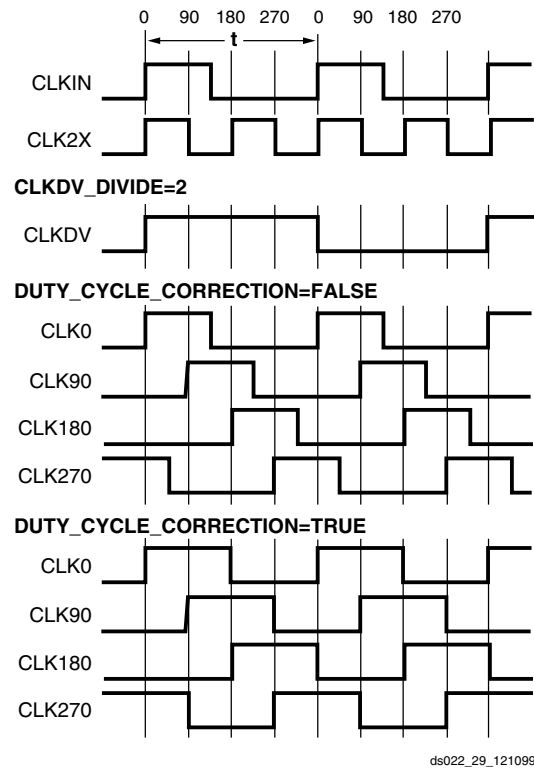 0 90 180 270 0 90 180 270
t
CLKIN
CLK2X
CLKDV_DIVIDE=2
CLKDV
DUTY_CYCLE_CORRECTION=FALSE
CLK0
CLK90
CLK180
CLK270
DUTY_CYCLE_CORRECTION=TRUE
CLK0
CLK90
CLK180
CLK270
ds022_29_121099